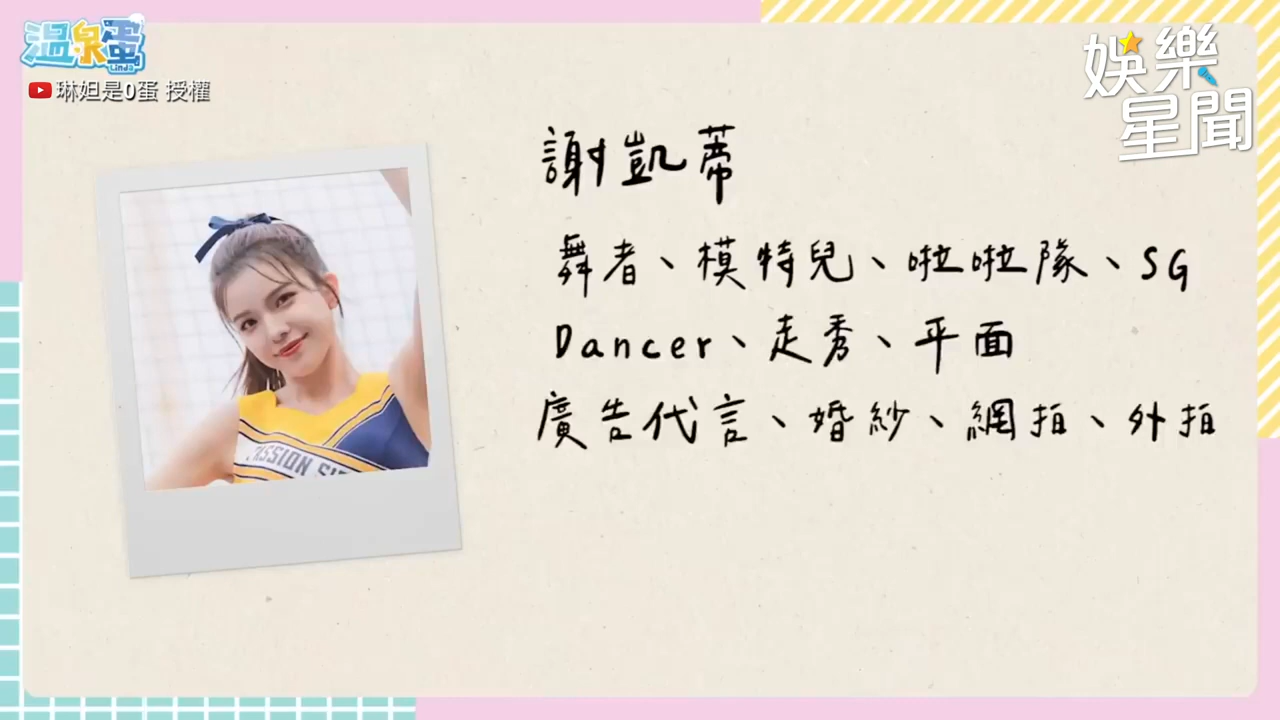 温泉蛋
Linda
琳妲是0蛋 授權
娛樂
星聞
謝凱蒂
舞者、模特兒、啦啦隊、SG
Dancer、走秀、平面
廣告代言、婚紗、網拍、外拍